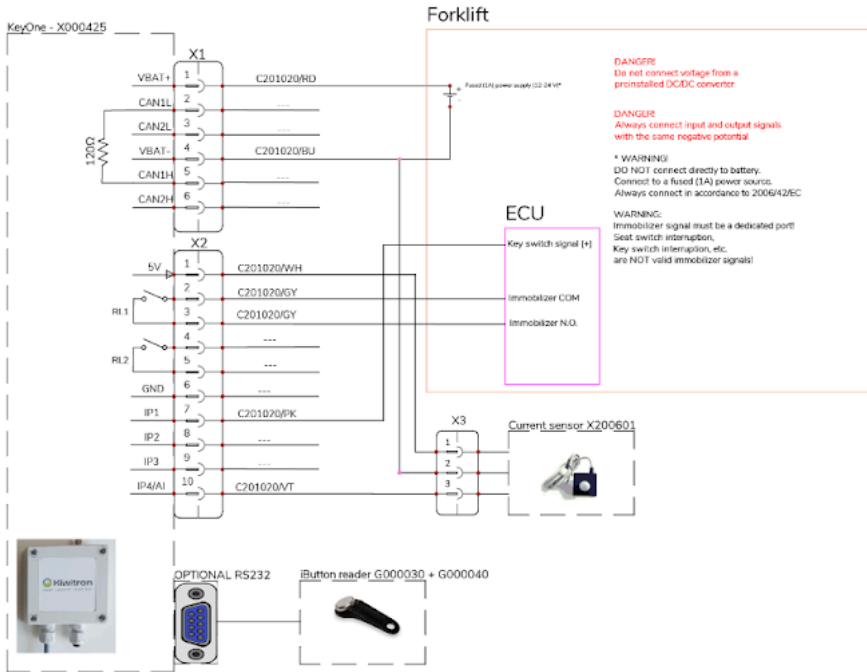 Forklift
KeyOne - X000425
X1
VBAT+ 1 C201020/RD
CAN1L 2 ---
CAN2L 3 ---
VBAT- 4 C201020/BU
CAN1H 5 ---
CAN2H 6 ---
120Ω
+ Fused (1A) power supply (12-24 V)*
-
DANGER!
Do not connect voltage from a
preinstalled DC/DC converter
DANGER!
Always connect input and output signals
with the same negative potential
* WARNING!
DO NOT connect directly to battery.
Connect to a fused (1A) power source.
Always connect in accordance to 2006/42/EC
WARNING:
Immobilizer signal must be a dedicated port!
Seat switch interruption,
Key switch interruption, etc.
are NOT valid immobilizer signals!
ECU
Key switch signal (+)
Immobilizer COM
Immobilizer N.O.
X2
5V 1 C201020/WH
2 C201020/GY
RL1
3 C201020/GY
4 ---
RL2
5 ---
GND 6 ---
IP1 7 C201020/PK
IP2 8 ---
IP3 9 ---
IP4/AI 10 C201020/VT
X3
1
2
3
Current sensor X200601
Kiwitron
OPTIONAL RS232
iButton reader G000030 + G000040